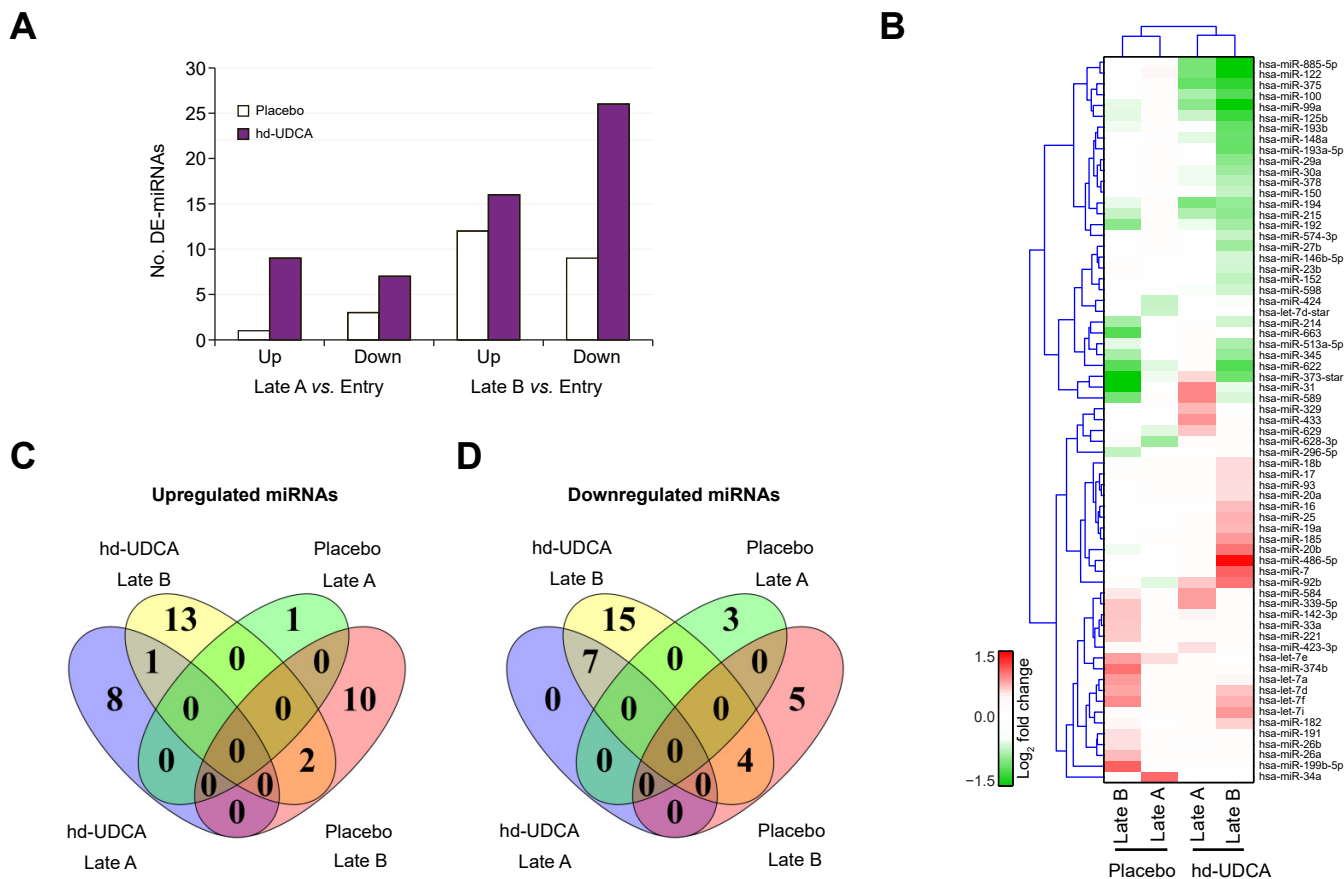 A
30
25
20
15
10
5
0
No. DE-miRNAs
Placebo
hd-UDCA
Up
Down
Up
Down
Late A vs. Entry
Late B vs. Entry
B
hsa-miR-885-5p
hsa-miR-122
hsa-miR-375
hsa-miR-100
hsa-miR-99a
hsa-miR-125b
hsa-miR-193b
hsa-miR-148a
hsa-miR-193a-5p
hsa-miR-29a
hsa-miR-30a
hsa-miR-378
hsa-miR-150
hsa-miR-194
hsa-miR-215
hsa-miR-192
hsa-miR-574-3p
hsa-miR-27b
hsa-miR-146b-5p
hsa-miR-23b
hsa-miR-152
hsa-miR-598
hsa-miR-424
hsa-let-7d-star
hsa-miR-214
hsa-miR-663
hsa-miR-513a-5p
hsa-miR-345
hsa-miR-622
hsa-miR-373-star
hsa-miR-31
hsa-miR-589
hsa-miR-329
hsa-miR-433
hsa-miR-629
hsa-miR-628-3p
hsa-miR-296-5p
hsa-miR-18b
hsa-miR-17
hsa-miR-93
hsa-miR-20a
hsa-miR-16
hsa-miR-25
hsa-miR-19a
hsa-miR-185
hsa-miR-20b
hsa-miR-486-5p
hsa-miR-7
hsa-miR-92b
hsa-miR-584
hsa-miR-339-5p
hsa-miR-142-3p
hsa-miR-33a
hsa-miR-221
hsa-miR-423-3p
hsa-let-7e
hsa-miR-374b
hsa-let-7a
hsa-let-7d
hsa-let-7f
hsa-let-7i
hsa-miR-182
hsa-miR-191
hsa-miR-26b
hsa-miR-26a
hsa-miR-199b-5p
hsa-miR-34a
1.5
0.0
−1.5
Log2 fold change
Late B
Late A
Late A
Late B
Placebo
hd-UDCA
C
Upregulated miRNAs
hd-UDCA
Late B
Placebo
Late A
13
1
1
0
0
8
10
0
0
0
0
2
0
0
0
hd-UDCA
Late A
Placebo
Late B
D
Downregulated miRNAs
hd-UDCA
Late B
Placebo
Late A
15
3
7
0
0
0
5
0
0
0
0
4
0
0
0
hd-UDCA
Late A
Placebo
Late B